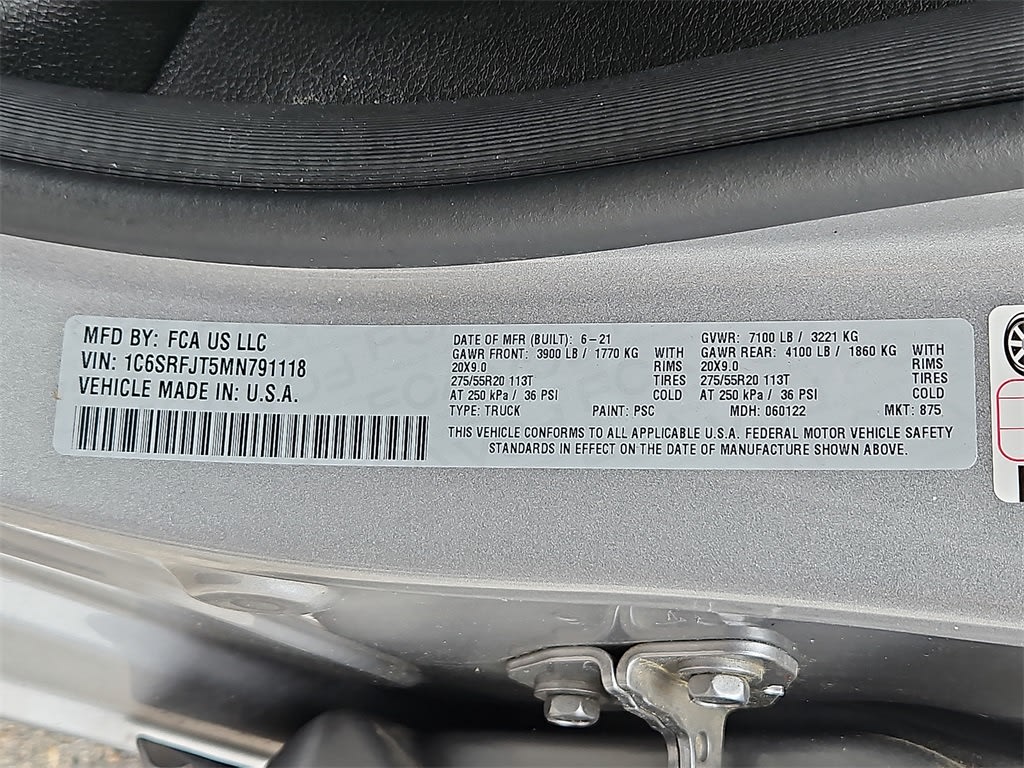 MFD BY: FCA US LLC
VIN: 1C6SRFJT5MN791118
VEHICLE MADE IN: U.S.A.
DATE OF MFR (BUILT): 6-21
GAWR FRONT: 3900 LB / 1770 KG WITH
20X9.0 RIMS
275/55R20 113T TIRES
AT 250 kPa / 36 PSI COLD
TYPE: TRUCK PAINT: PSC
GVWR: 7100 LB / 3221 KG
GAWR REAR: 4100 LB / 1860 KG WITH
20X9.0 RIMS
275/55R20 113T TIRES
AT 250 kPa / 36 PSI COLD
MDH: 060122 MKT: 875
THIS VEHICLE CONFORMS TO ALL APPLICABLE U.S.A. FEDERAL MOTOR VEHICLE SAFETY
STANDARDS IN EFFECT ON THE DATE OF MANUFACTURE SHOWN ABOVE.